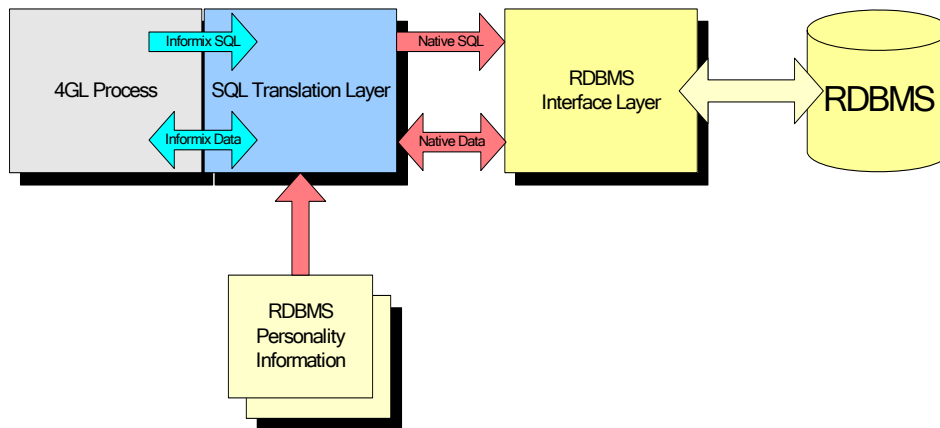 Informix SQL
Native SQL
4GL Process
SQL Translation Layer
RDBMS
Interface Layer
RDBMS
Informix Data
Native Data
RDBMS
Personality
Information